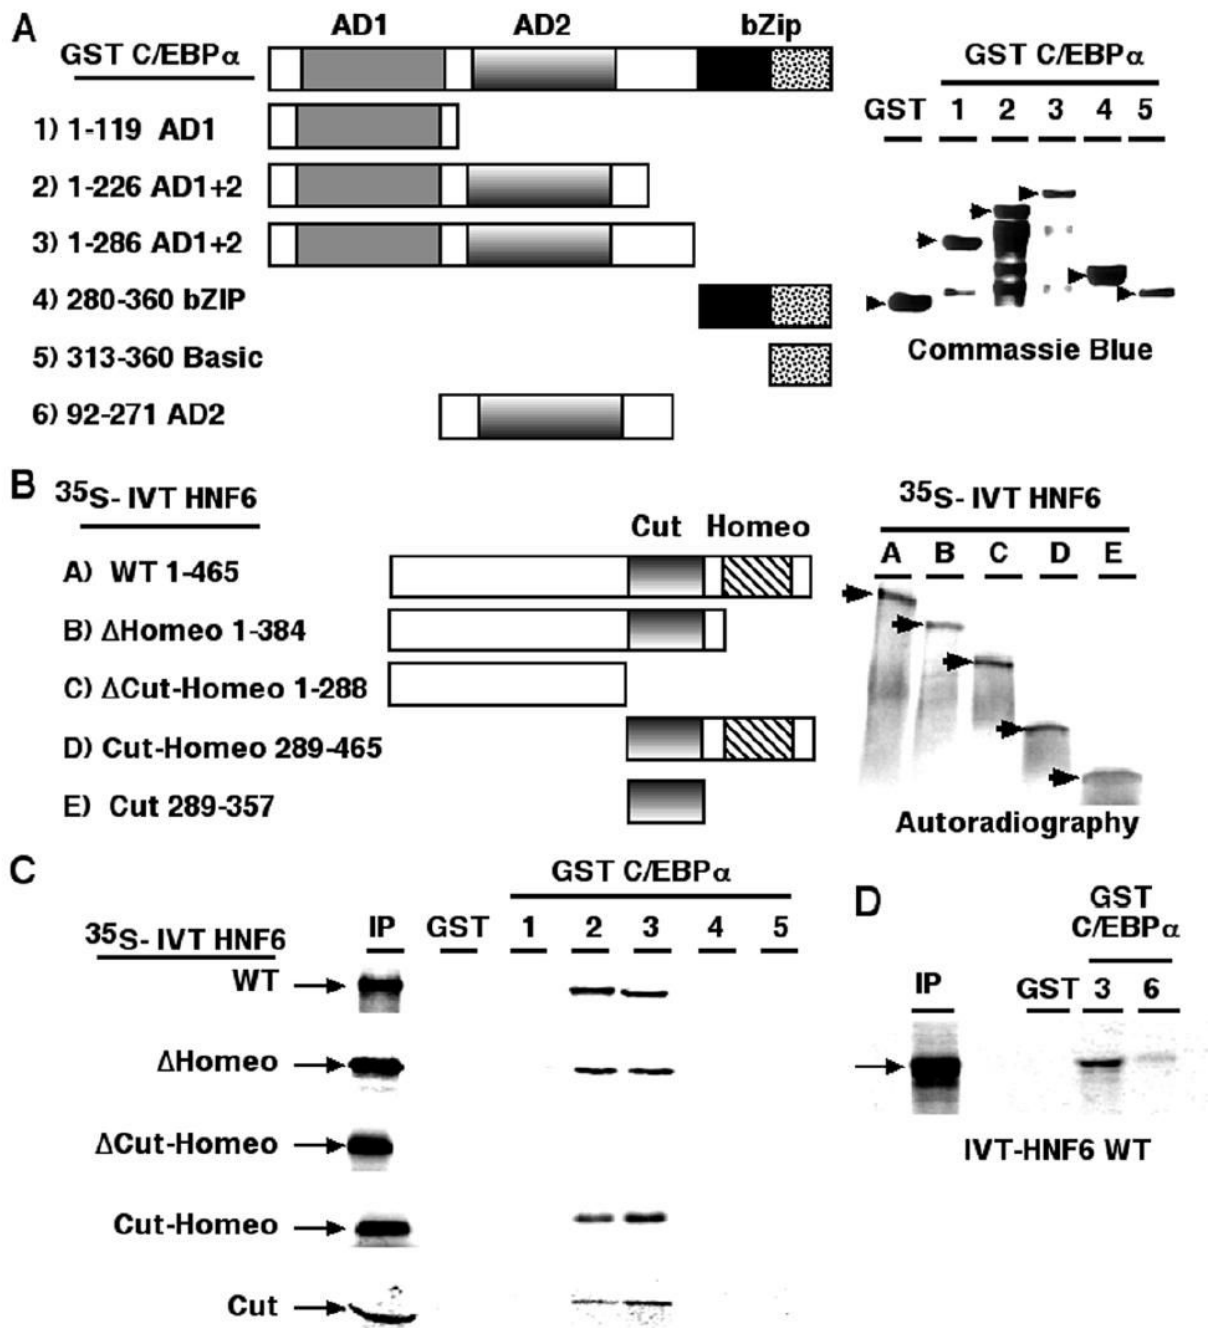 A
AD1 AD2 bZip
GST C/EBPα
1) 1-119 AD1
2) 1-226 AD1+2
3) 1-286 AD1+2
4) 280-360 bZIP
5) 313-360 Basic
6) 92-271 AD2
GST C/EBPα
GST 1 2 3 4 5
Commassie Blue
B
35S- IVT HNF6
Cut Homeo
A) WT 1-465
B) ΔHomeo 1-384
C) ΔCut-Homeo 1-288
D) Cut-Homeo 289-465
E) Cut 289-357
35S- IVT HNF6
A B C D E
Autoradiography
C
GST C/EBPα
35S- IVT HNF6 IP GST 1 2 3 4 5
WT
ΔHomeo
ΔCut-Homeo
Cut-Homeo
Cut
D
GST
C/EBPα
IP GST 3 6
IVT-HNF6 WT